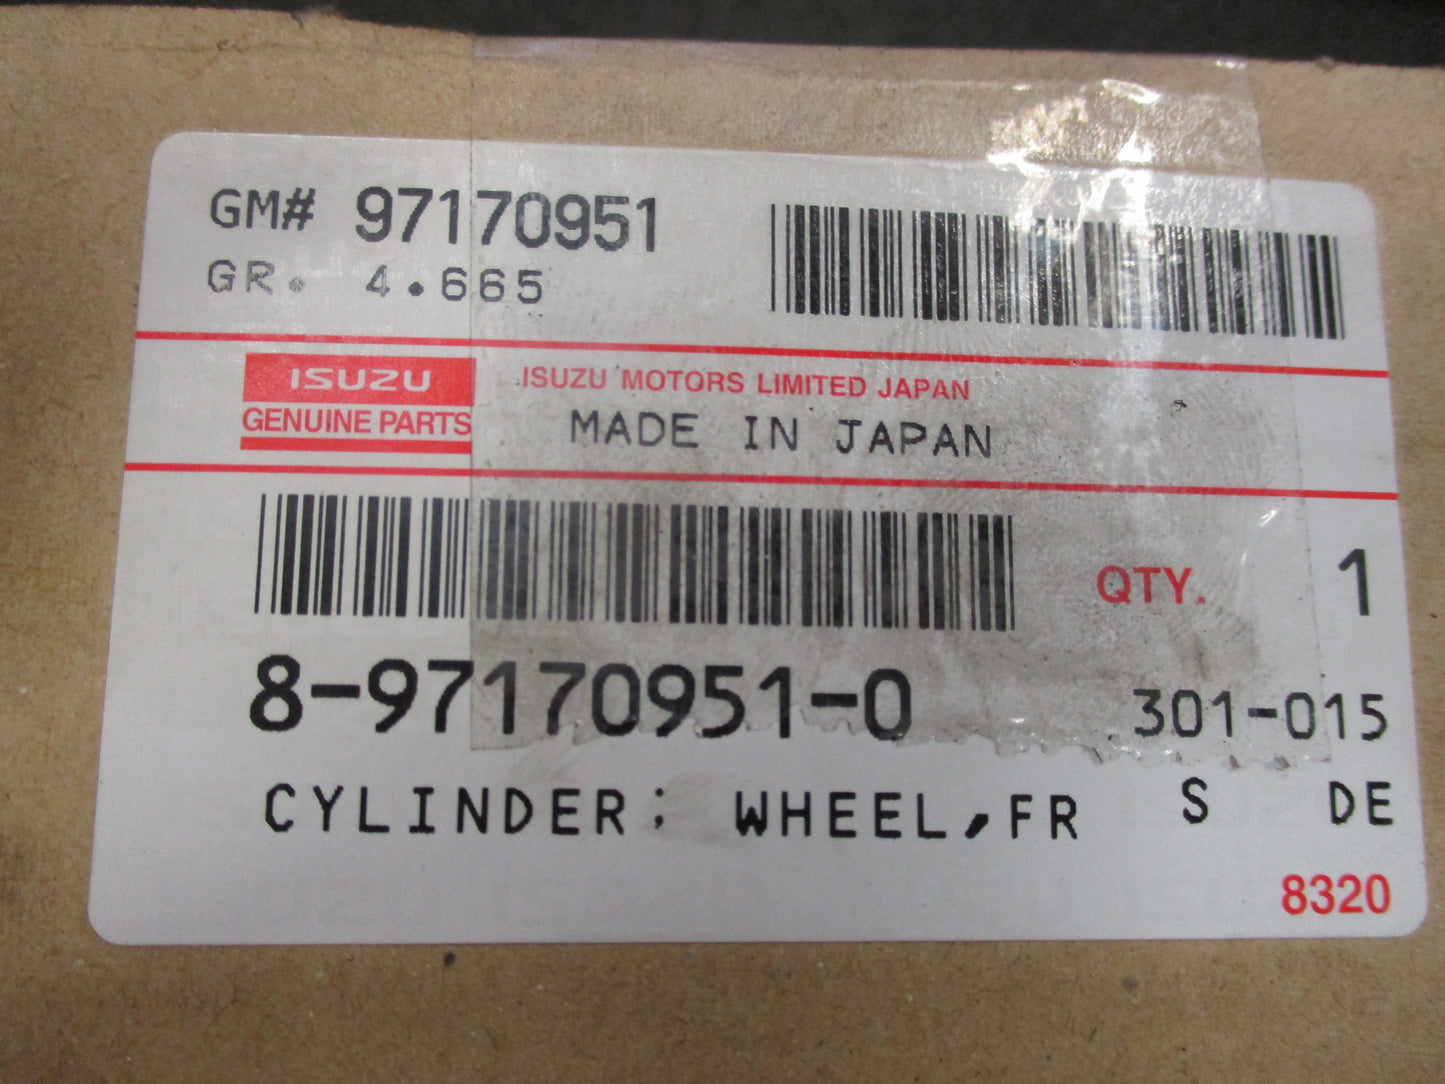 GM# 97170951
GR. 4.665
ISUZU
GENUINE PARTS
ISUZU MOTORS LIMITED JAPAN
MADE IN JAPAN
QTY. 1
8-97170951-0 301-015
CYLINDER; WHEEL,FR S DE
8320